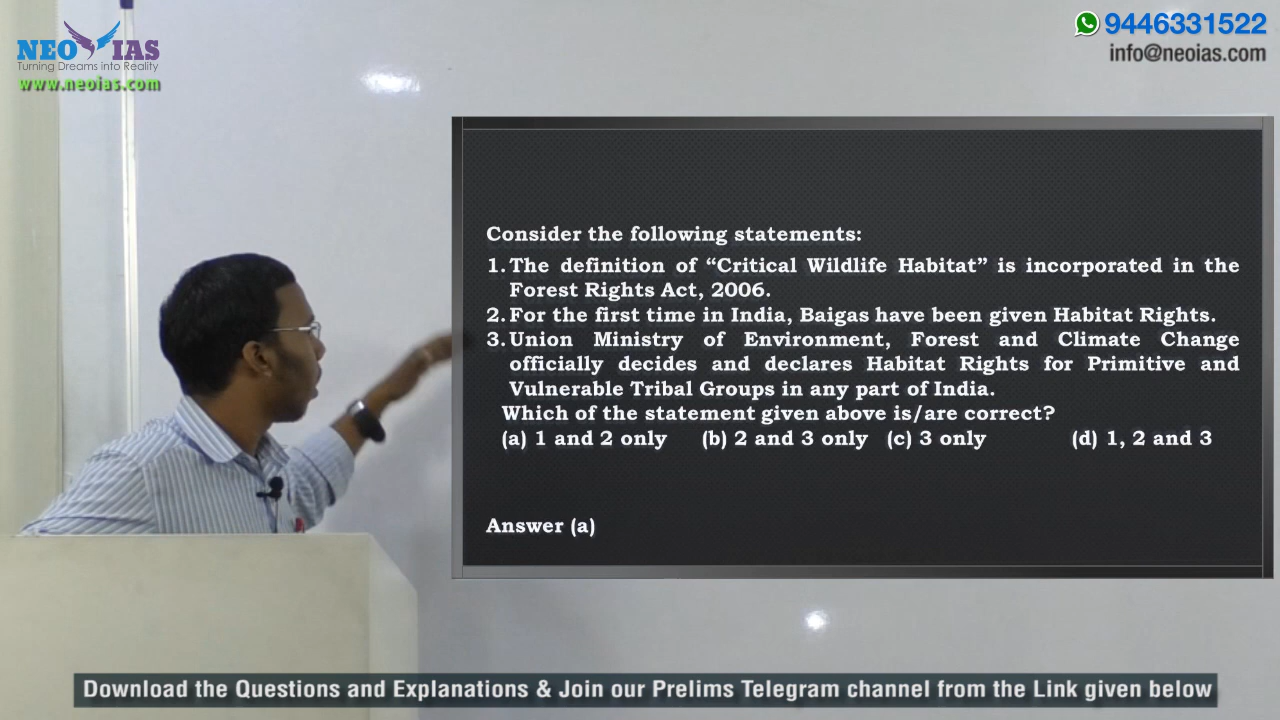 NEO IAS
Turning Dreams into Reality
www.neoias.com
9446331522
info@neoias.com
Consider the following statements:
1. The definition of “Critical Wildlife Habitat” is incorporated in the
Forest Rights Act, 2006.
2. For the first time in India, Baigas have been given Habitat Rights.
3. Union Ministry of Environment, Forest and Climate Change
officially decides and declares Habitat Rights for Primitive and
Vulnerable Tribal Groups in any part of India.
Which of the statement given above is/are correct?
(a) 1 and 2 only (b) 2 and 3 only (c) 3 only (d) 1, 2 and 3
Answer (a)
Download the Questions and Explanations & Join our Prelims Telegram channel from the Link given below